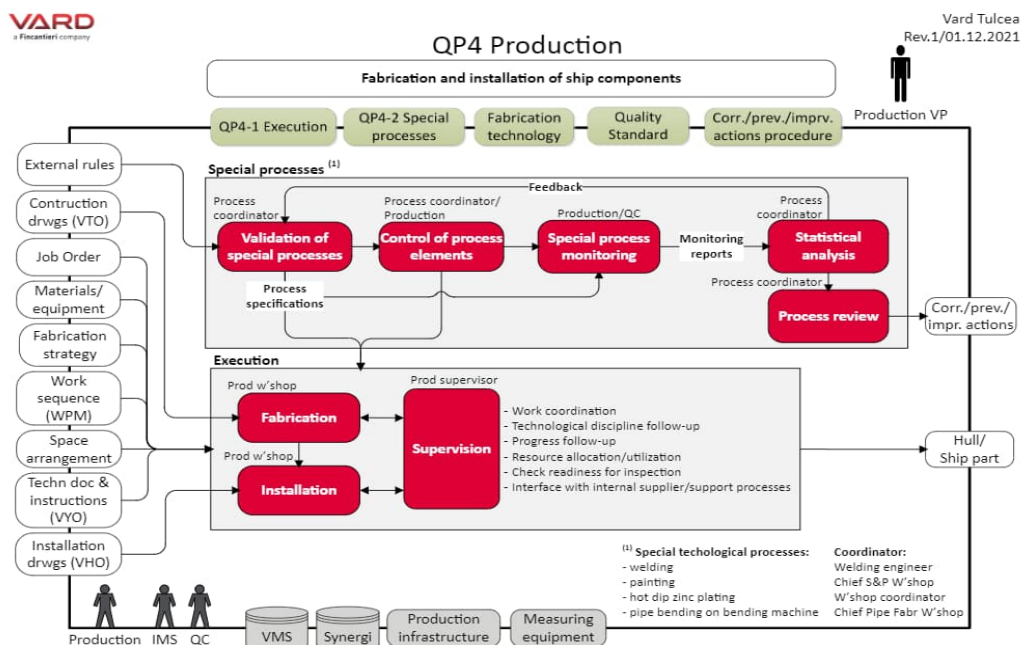 VARD
a Fincantieri company
Vard Tulcea
Rev.1/01.12.2021
QP4 Production
Fabrication and installation of ship components
Production VP
QP4-1 Execution
QP4-2 Special
processes
Fabrication
technology
Quality
Standard
Corr./prev./imprv.
actions procedure
External rules
Contruction
drwgs (VTO)
Job Order
Materials/
equipment
Fabrication
strategy
Work
sequence
(WPM)
Space
arrangement
Techn doc &
instructions
(VYO)
Installation
drwgs (VHO)
Special processes (1)
Feedback
Process
coordinator
Validation of
special processes
Process coordinator/
Production
Control of process
elements
Production/QC
Special process
monitoring
Monitoring
reports
Process
coordinator
Statistical
analysis
Process
specifications
Process coordinator
Process review
Corr./prev./
impr. actions
Execution
Prod w'shop
Fabrication
Prod w'shop
Installation
Prod supervisor
Supervision
- Work coordination
- Technological discipline follow-up
- Progress follow-up
- Resource allocation/utilization
- Check readiness for inspection
- Interface with internal supplier/support processes
Hull/
Ship part
(1) Special techological processes:
- welding
- painting
- hot dip zinc plating
- pipe bending on bending machine
Coordinator:
Welding engineer
Chief S&P W'shop
W'shop coordinator
Chief Pipe Fabr W'shop
Production
IMS
QC
VMS
Synergi
Production
infrastructure
Measuring
equipment